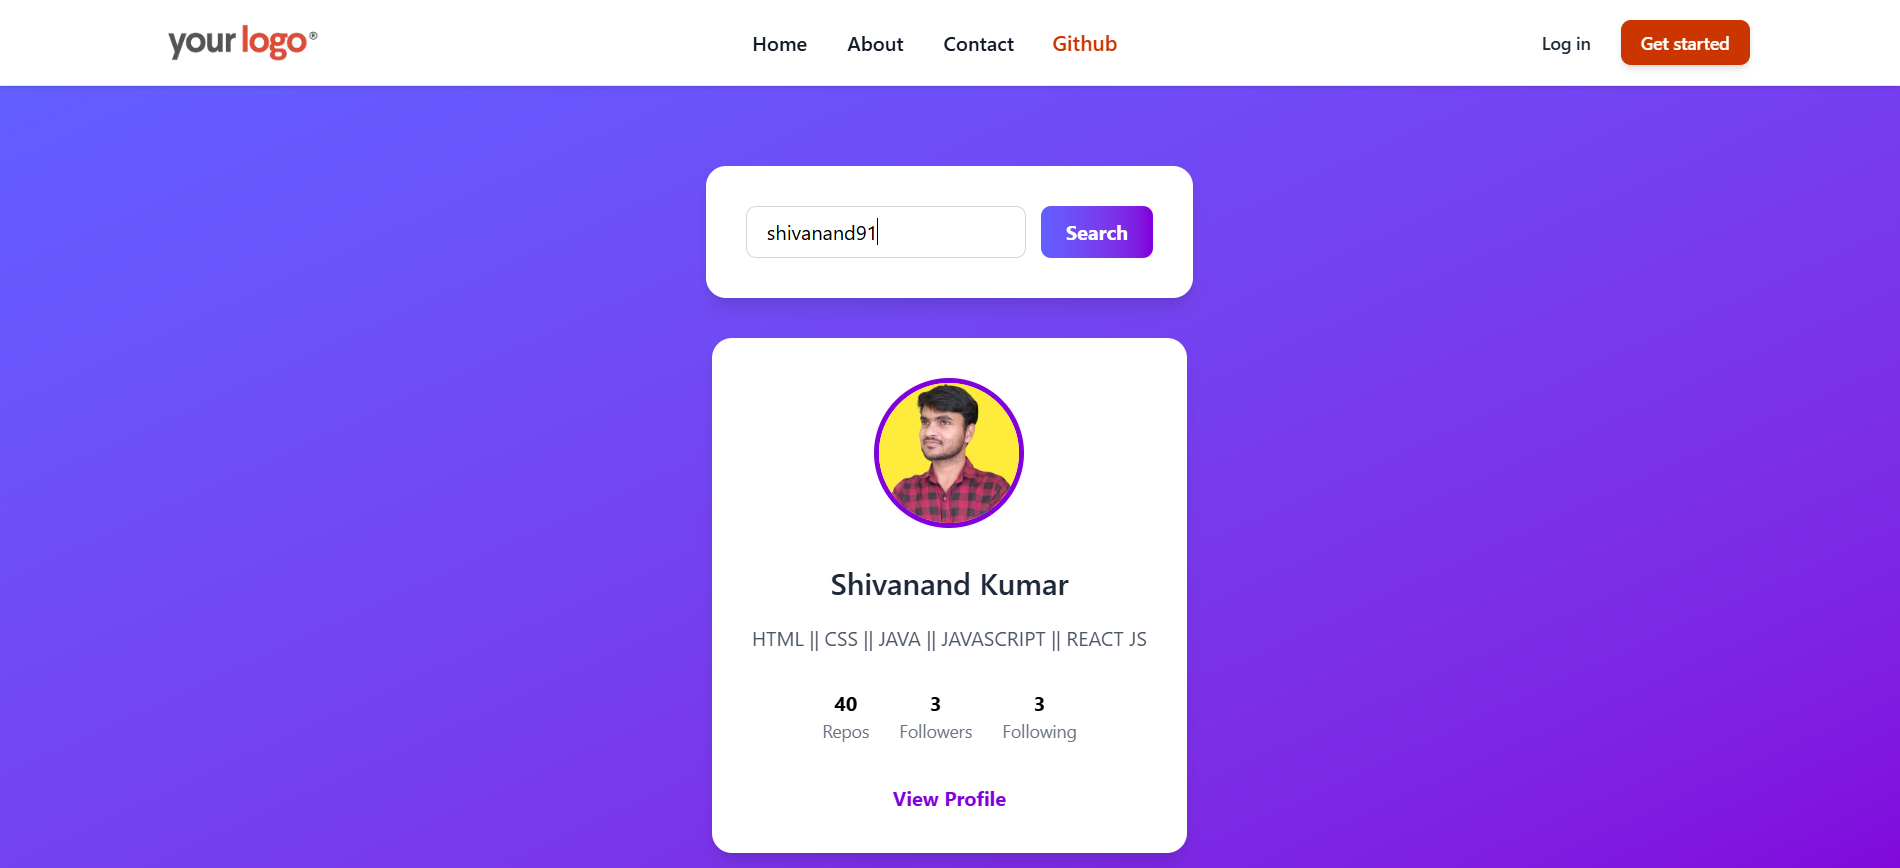 your logo®
Home About Contact Github
Log in Get started
shivanand91 Search
Shivanand Kumar
HTML || CSS || JAVA || JAVASCRIPT || REACT JS
40 3 3
Repos Followers Following
View Profile